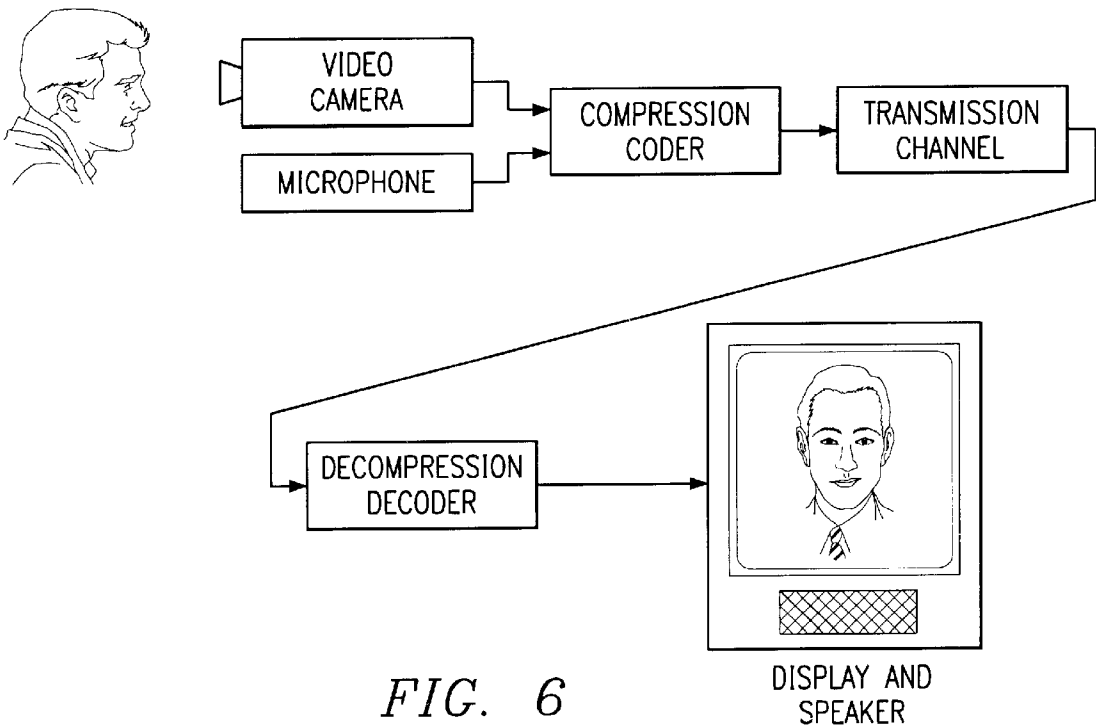 VIDEO
CAMERA
MICROPHONE
COMPRESSION
CODER
TRANSMISSION
CHANNEL
DECOMPRESSION
DECODER
DISPLAY AND
SPEAKER
FIG. 6